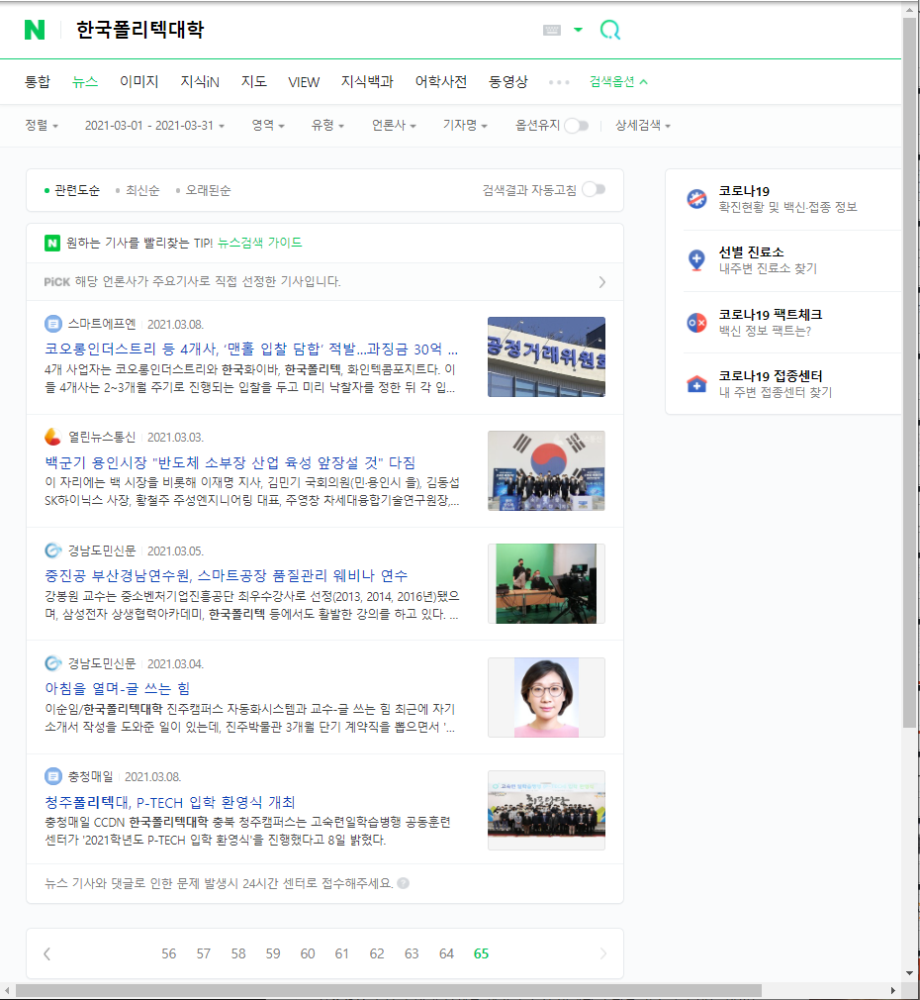 N 한국폴리텍대학
통합 뉴스 이미지 지식iN 지도 VIEW 지식백과 어학사전 동영상 검색옵션
정렬 2021-03-01 - 2021-03-31 영역 유형 언론사 기자명 옵션유지 상세검색
관련도순 최신순 오래된순 검색결과 자동고침
N 원하는 기사를 빨리찾는 TIP! 뉴스검색 가이드
PiCK 해당 언론사가 주요기사로 직접 선정한 기사입니다.
스마트에프엔 2021.03.08.
코오롱인더스트리 등 4개사, '맨홀 입찰 담합' 적발…과징금 30억 ...
4개 사업자는 코오롱인더스트리와 한국화이바, 한국폴리텍, 화인텍콤포지트다. 이
들 4개사는 2~3개월 주기로 진행되는 입찰을 두고 미리 낙찰자를 정한 뒤 각 입...
공정거래위원회
열린뉴스통신 2021.03.03.
백군기 용인시장 "반도체 소부장 산업 육성 앞장설 것" 다짐
이 자리에는 백 시장을 비롯해 이재명 지사, 김민기 국회의원(민·용인시 을), 김동섭
SK하이닉스 사장, 황철주 주성엔지니어링 대표, 주영창 차세대융합기술연구원장,...
경남도민신문 2021.03.05.
중진공 부산경남연수원, 스마트공장 품질관리 웨비나 연수
강봉원 교수는 중소벤처기업진흥공단 최우수강사로 선정(2013, 2014, 2016년)됐으
며, 삼성전자 상생협력아카데미, 한국폴리텍 등에서도 활발한 강의를 하고 있다. ...
경남도민신문 2021.03.04.
아침을 열며-글 쓰는 힘
이순임/한국폴리텍대학 진주캠퍼스 자동화시스템과 교수-글 쓰는 힘 최근에 자기
소개서 작성을 도와준 일이 있는데, 진주박물관 3개월 단기 계약직을 뽑으면서 '...
충청매일 2021.03.08.
청주폴리텍대, P-TECH 입학 환영식 개최
충청매일 CCDN 한국폴리텍대학 충북 청주캠퍼스는 고숙련일학습병행 공동훈련
센터가 '2021학년도 P-TECH 입학 환영식'을 진행했다고 8일 밝혔다.
뉴스 기사와 댓글로 인한 문제 발생시 24시간 센터로 접수해주세요. ?
56 57 58 59 60 61 62 63 64 65
코로나19
확진현황 및 백신·접종 정보
선별 진료소
내주변 진료소 찾기
코로나19 팩트체크
백신 정보 팩트는?
코로나19 접종센터
내 주변 접종센터 찾기